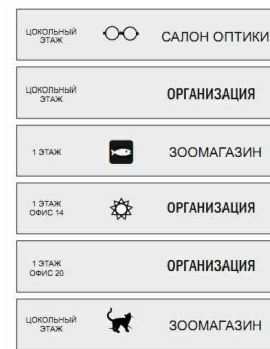 ЦОКОЛЬНЫЙ
ЭТАЖ
САЛОН ОПТИКИ
ЦОКОЛЬНЫЙ
ЭТАЖ
ОРГАНИЗАЦИЯ
1 ЭТАЖ
ЗООМАГАЗИН
1 ЭТАЖ
ОФИС 14
ОРГАНИЗАЦИЯ
1 ЭТАЖ
ОФИС 20
ОРГАНИЗАЦИЯ
ЦОКОЛЬНЫЙ
ЭТАЖ
ЗООМАГАЗИН